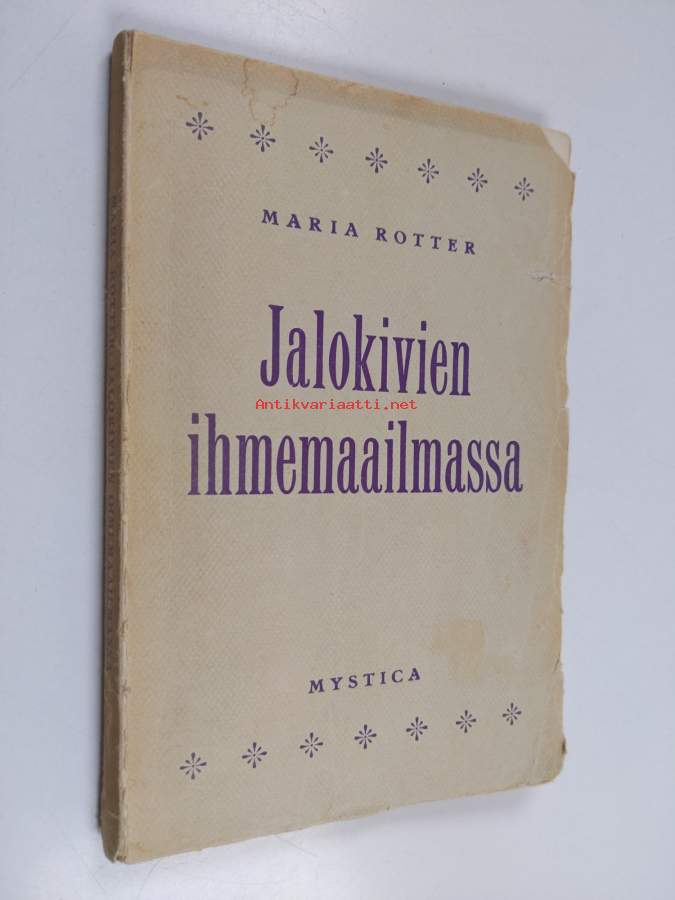 MARIA ROTTER
Jalokivien
Antikvariaatti.net
ihmemaailmassa
MYSTICA